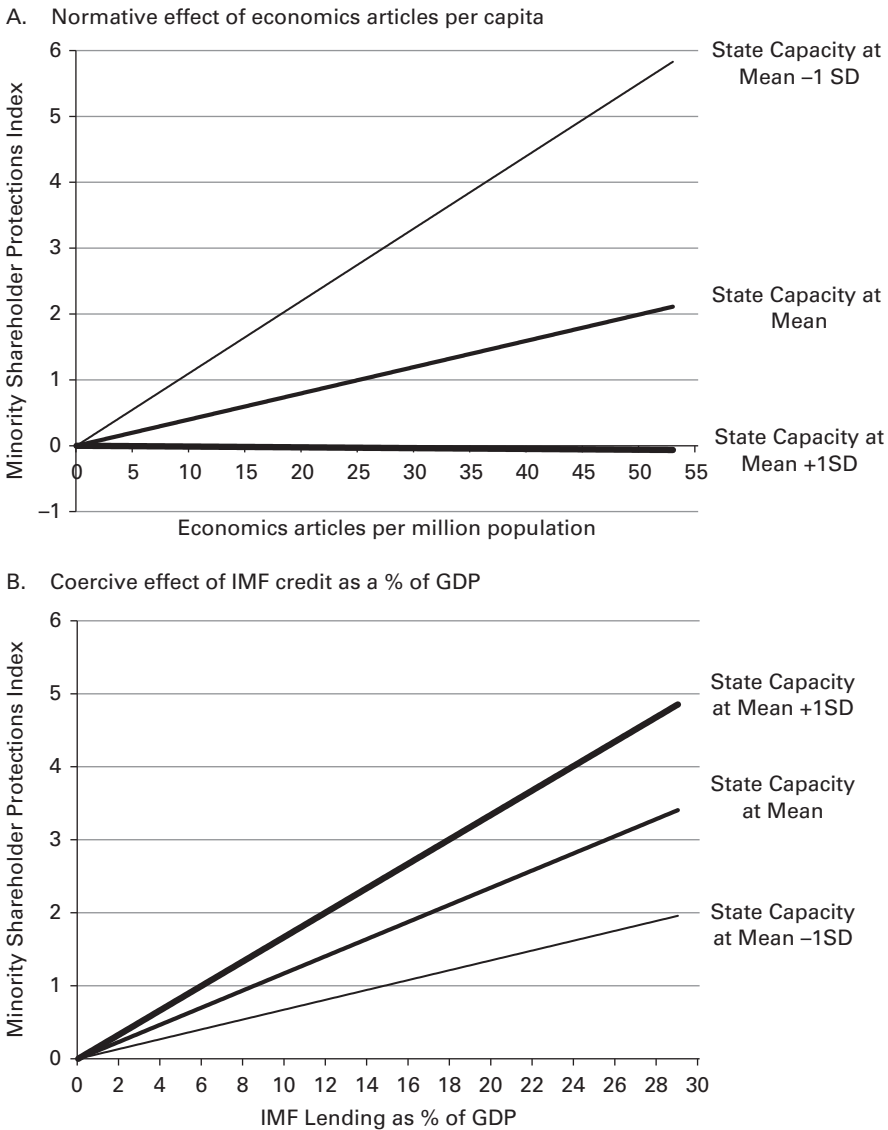 A. Normative effect of economics articles per capita
Minority Shareholder Protections Index
6
5
4
3
2
1
0
–1
0 5 10 15 20 25 30 35 40 45 50 55
Economics articles per million population
State Capacity at
Mean –1 SD
State Capacity at
Mean
State Capacity at
Mean +1SD
B. Coercive effect of IMF credit as a % of GDP
Minority Shareholder Protections Index
6
5
4
3
2
1
0
0 2 4 6 8 10 12 14 16 18 20 22 24 26 28 30
IMF Lending as % of GDP
State Capacity
at Mean +1SD
State Capacity
at Mean
State Capacity
at Mean –1SD